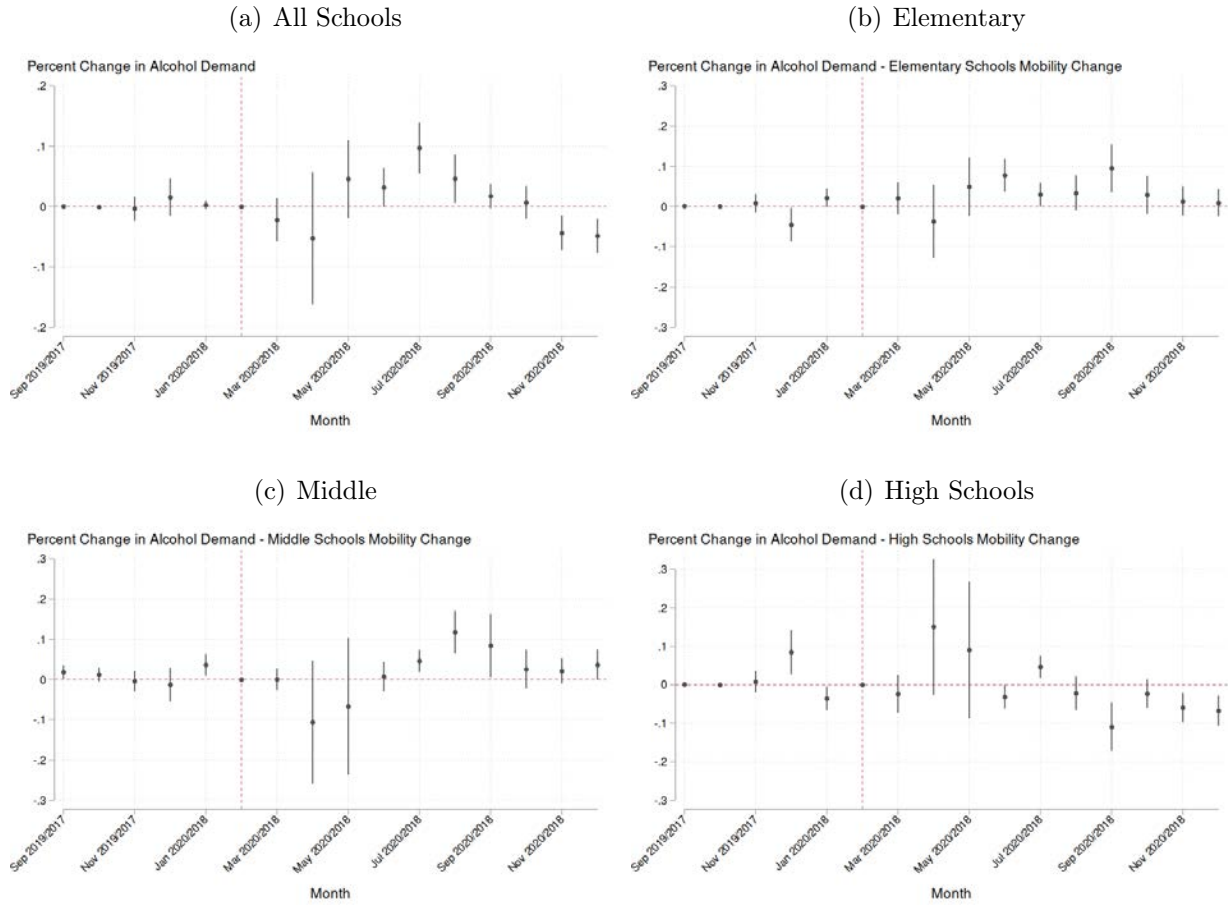 (a) All Schools
Percent Change in Alcohol Demand
.2
.1
0
-.1
-.2
Sep 2019/2017
Nov 2019/2017
Jan 2020/2018
Mar 2020/2018
May 2020/2018
Jul 2020/2018
Sep 2020/2018
Nov 2020/2018
Month
(b) Elementary
Percent Change in Alcohol Demand - Elementary Schools Mobility Change
.3
.2
.1
0
-.1
-.2
-.3
Sep 2019/2017
Nov 2019/2017
Jan 2020/2018
Mar 2020/2018
May 2020/2018
Jul 2020/2018
Sep 2020/2018
Nov 2020/2018
Month
(c) Middle
Percent Change in Alcohol Demand - Middle Schools Mobility Change
.3
.2
.1
0
-.1
-.2
-.3
Sep 2019/2017
Nov 2019/2017
Jan 2020/2018
Mar 2020/2018
May 2020/2018
Jul 2020/2018
Sep 2020/2018
Nov 2020/2018
Month
(d) High Schools
Percent Change in Alcohol Demand - High Schools Mobility Change
.3
.2
.1
0
-.1
-.2
-.3
Sep 2019/2017
Nov 2019/2017
Jan 2020/2018
Mar 2020/2018
May 2020/2018
Jul 2020/2018
Sep 2020/2018
Nov 2020/2018
Month